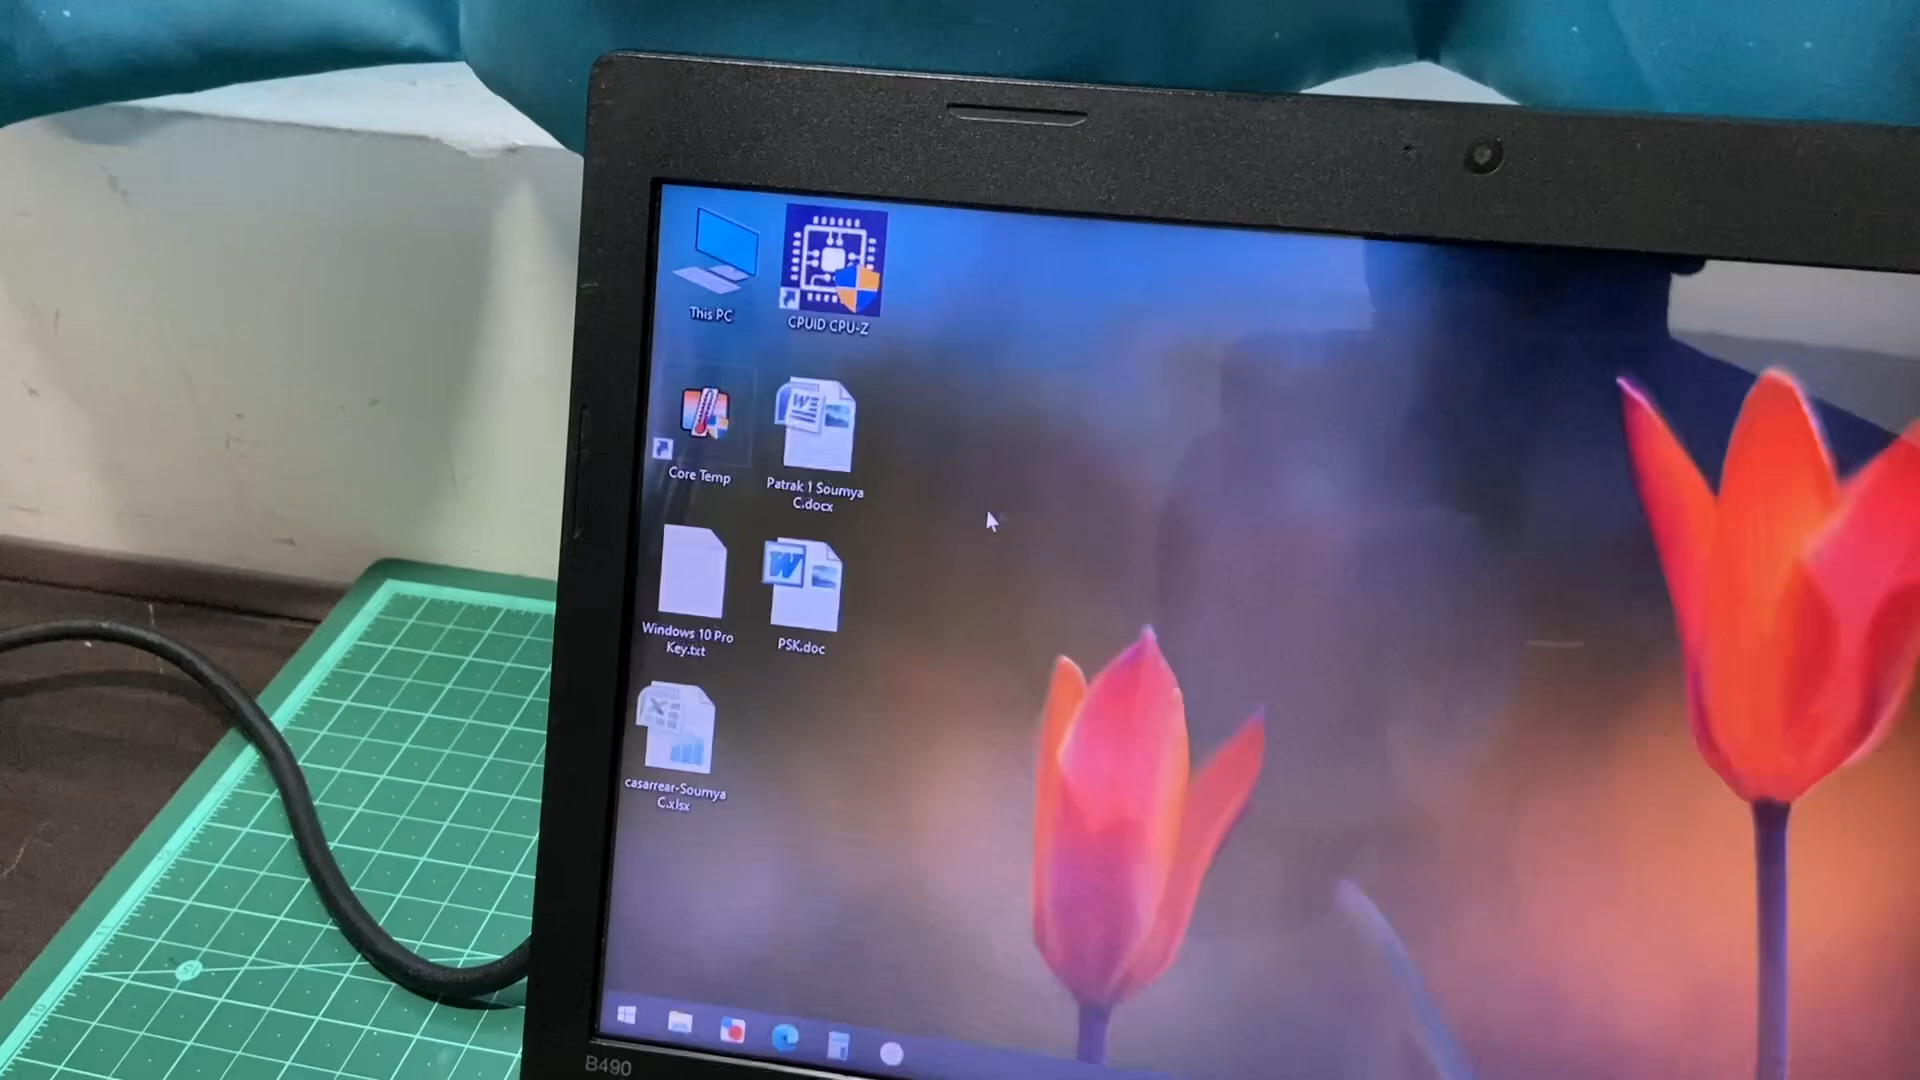 This PC
CPUID CPU-Z
Core Temp
Patrak 1 Soumya
C.docx
Windows 10 Pro
Key.txt
PSK.doc
casarrear-Soumya
C.xlsx
B490